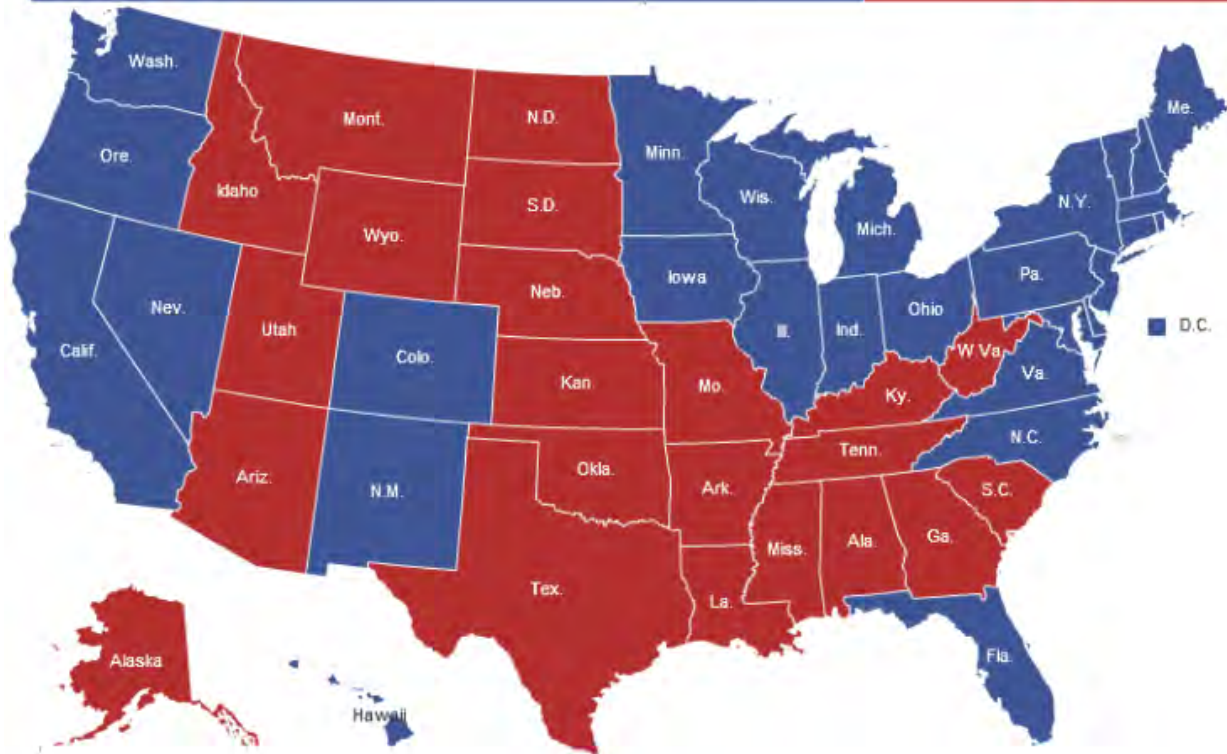 Wash.
Mont.
N.D.
Me.
Ore.
Minn.
Idaho
S.D.
Wis.
N.Y.
Wyo.
Mich.
Iowa
Pa.
Nev.
Neb.
Ohio
Utah
Ill.
Ind.
D.C.
Calif.
Colo.
W Va.
Kan
Mo.
Va.
Ky.
N.C.
Tenn.
Ariz.
Okla.
Ark.
N.M.
S.C.
Miss.
Ala.
Ga.
Tex.
La.
Fla.
Alaska
Hawaii